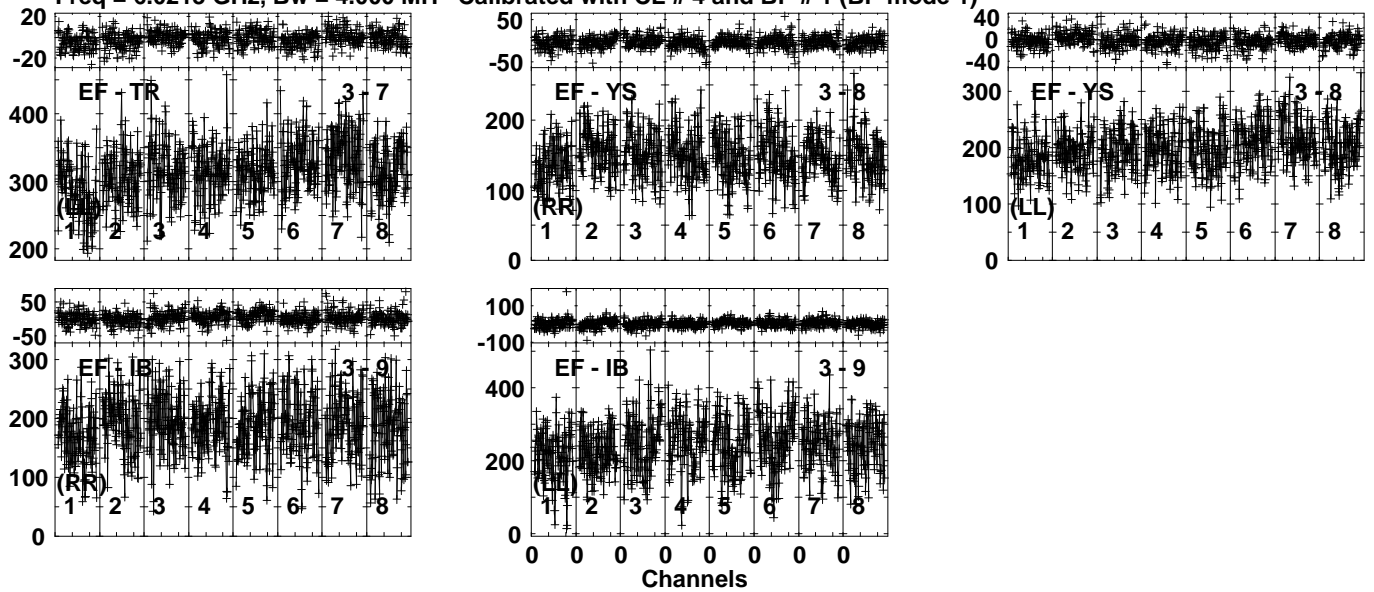 Freq = GHz, Bw = 4.000 MH Calibrated with CL # 4 and BP # 1 (BP mode 1)
20
-20
EF - TR 3 - 7
400
300
200
(LL)
1 2 3 4 5 6 7 8
50
-50
EF - YS 3 - 8
200
100
0
(RR)
1 2 3 4 5 6 7 8
40
0
-40
EF - YS 3 - 8
300
200
100
0
(LL)
1 2 3 4 5 6 7 8
50
-50
EF - IB 3 - 9
300
200
100
0
(RR)
1 2 3 4 5 6 7 8
100
-100
EF - IB 3 - 9
400
200
0
(LL)
1 2 3 4 5 6 7 8
0 0 0 0 0 0 0 0
Channels